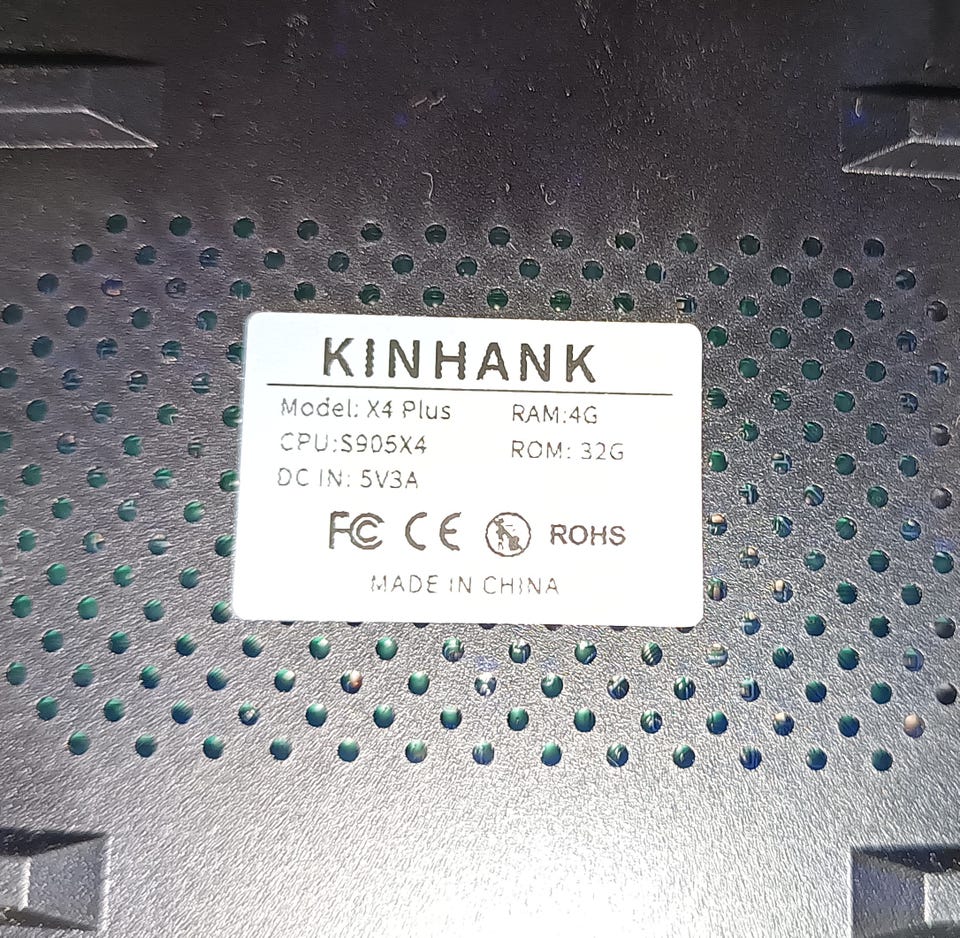 KINHANK
Model: X4 Plus RAM:4G
CPU:S905X4 ROM: 32G
DC IN: 5V3A
FC CE ROHS
MADE IN CHINA